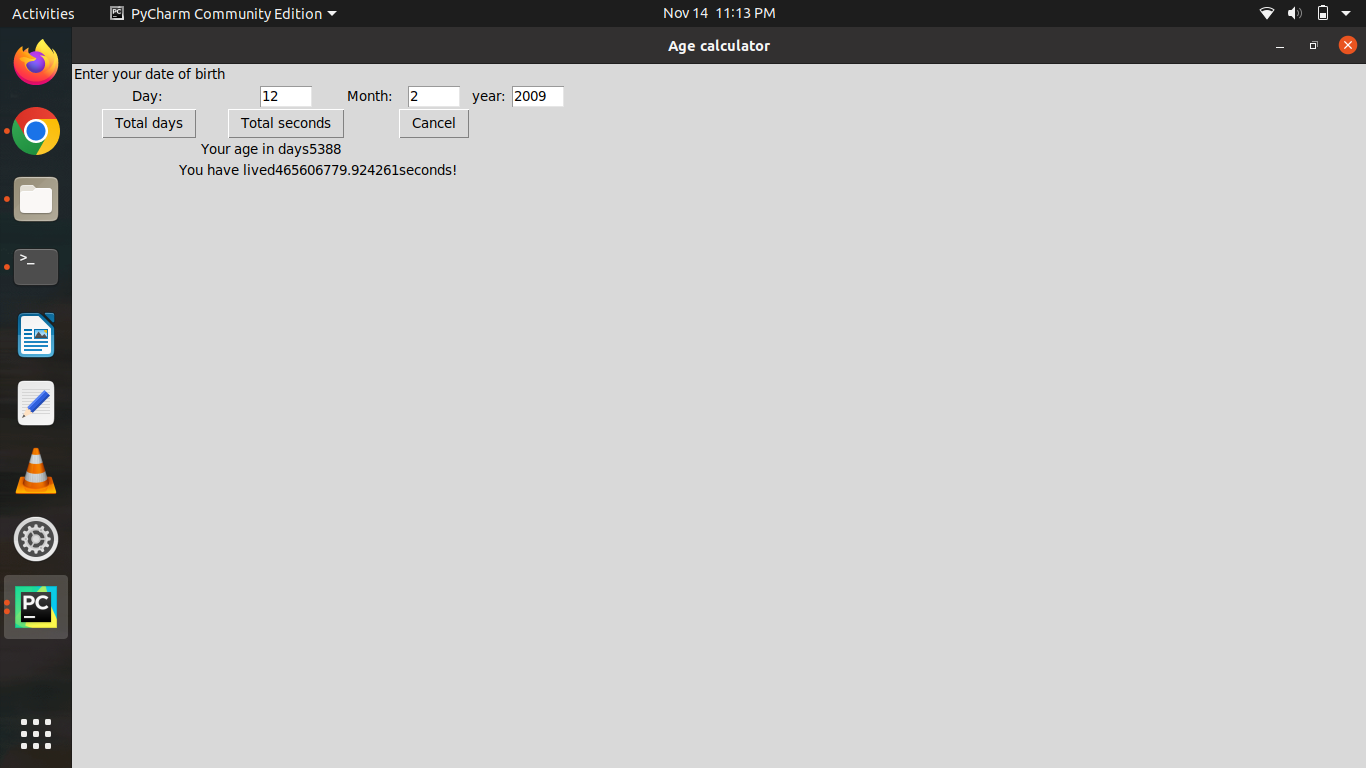 Activities PyCharm Community Edition Nov 14 11:13 PM
Age calculator
Enter your date of birth
Day: 12 Month: 2 year: 2009
Total days Total seconds Cancel
Your age in days5388
You have lived465606779.924261seconds!
>_
PC